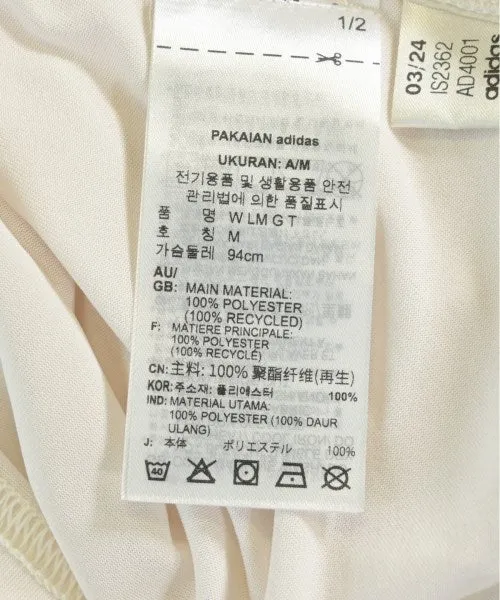 1/2
PAKAIAN adidas
UKURAN: A/M
전기용품 및 생활용품 안전
관리법에 의한 품질표시
품 명 W LM G T
호 칭 M
가슴둘레 94cm
AU/
GB: MAIN MATERIAL:
100% POLYESTER
(100% RECYCLED)
F: MATIERE PRINCIPALE:
100% POLYESTER
(100% RECYCLÉ)
CN: 主料: 100% 聚酯纤维(再生)
KOR: 주소재: 폴리에스터 100%
IND: MATERIAL UTAMA:
100% POLYESTER (100% DAUR
ULANG)
J: 本体 ポリエステル 100%
40
03/24
IS2362
AD4001
adidas